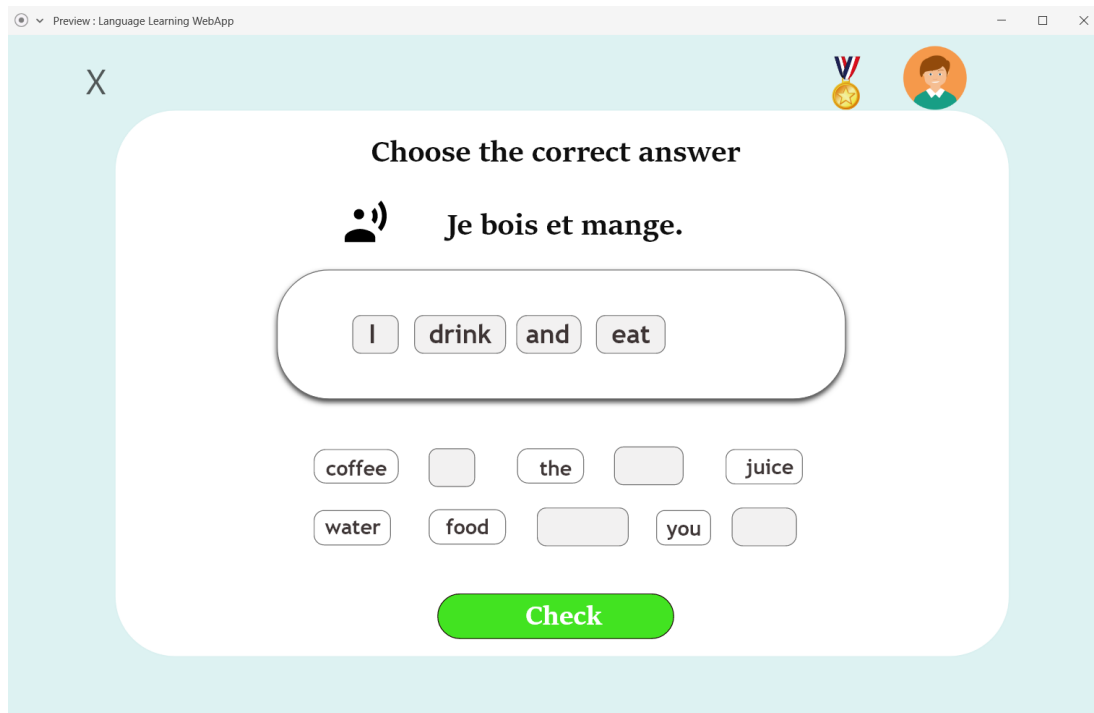 Preview : Language Learning WebApp
X
Choose the correct answer
Je bois et mange.
I drink and eat
coffee the juice
water food you
Check